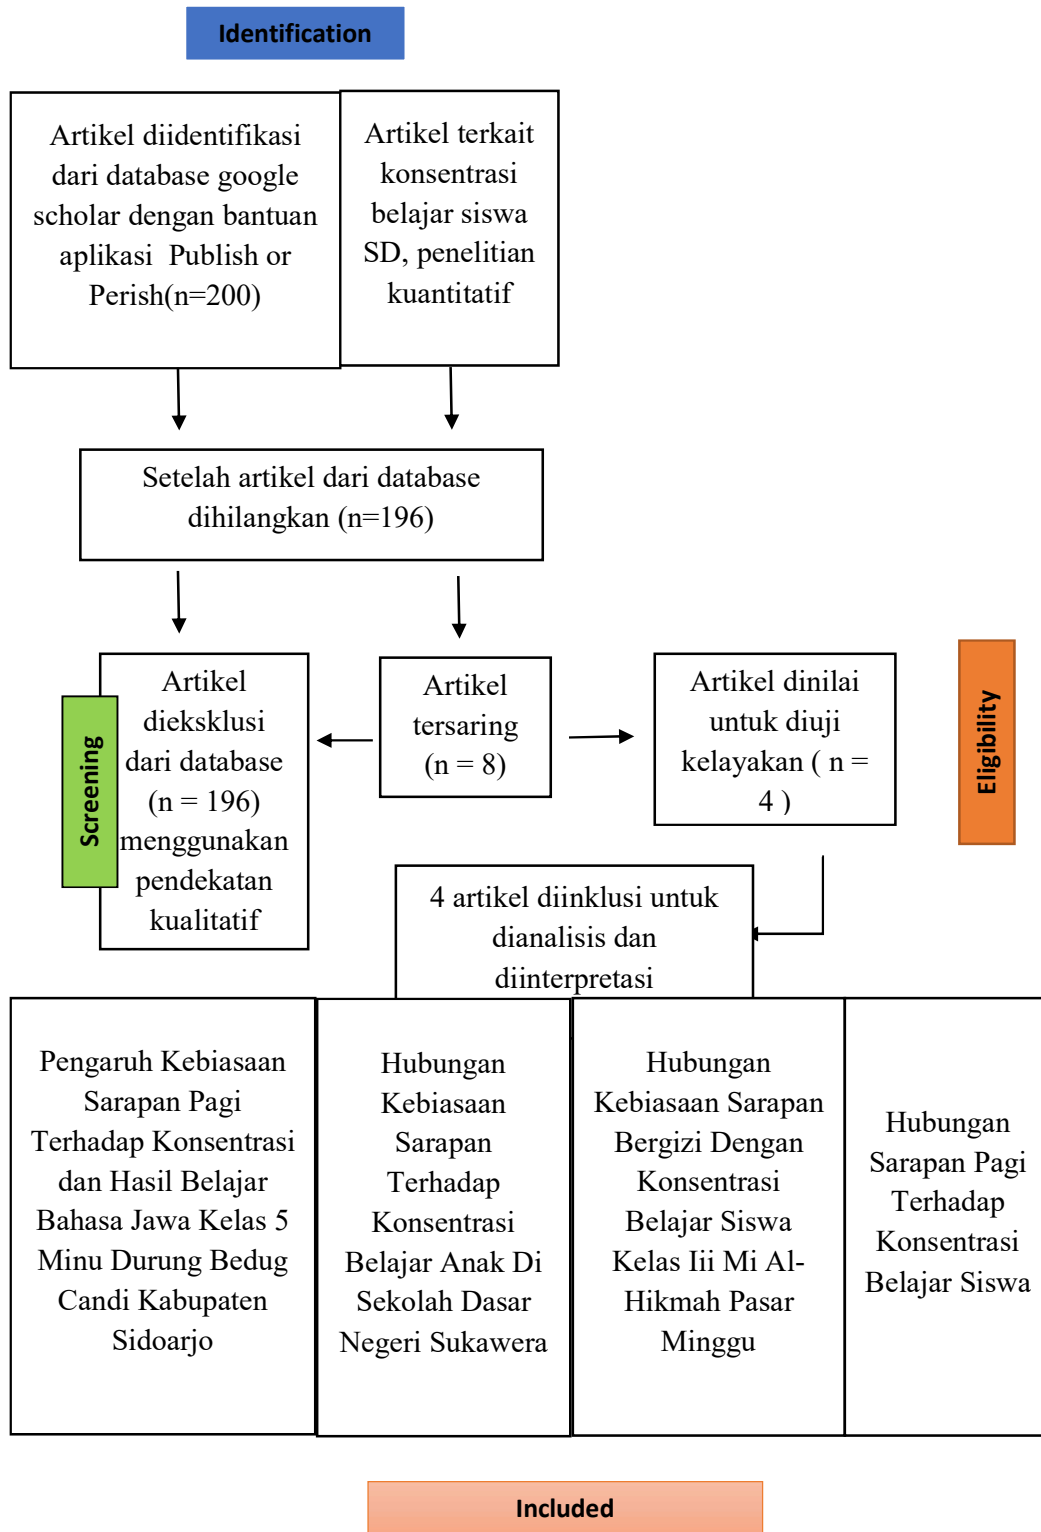 Identification
Artikel diidentifikasi
dari database google
scholar dengan bantuan
aplikasi  Publish or
Perish(n=200)
Artikel terkait
konsentrasi
belajar siswa
SD, penelitian
kuantitatif
Setelah artikel dari database
dihilangkan (n=196)
Screening
Artikel
dieksklusi
dari database
(n = 196)
menggunakan
pendekatan
kualitatif
Artikel
tersaring
(n = 8)
Artikel dinilai
untuk diuji
kelayakan ( n =
4 )
Eligibility
4 artikel diinklusi untuk
dianalisis dan
diinterpretasi
Pengaruh Kebiasaan
Sarapan Pagi
Terhadap Konsentrasi
dan Hasil Belajar
Bahasa Jawa Kelas 5
Minu Durung Bedug
Candi Kabupaten
Sidoarjo
Hubungan
Kebiasaan
Sarapan
Terhadap
Konsentrasi
Belajar Anak Di
Sekolah Dasar
Negeri Sukawera
Hubungan
Kebiasaan Sarapan
Bergizi Dengan
Konsentrasi
Belajar Siswa
Kelas Iii Mi Al-
Hikmah Pasar
Minggu
Hubungan
Sarapan Pagi
Terhadap
Konsentrasi
Belajar Siswa
Included